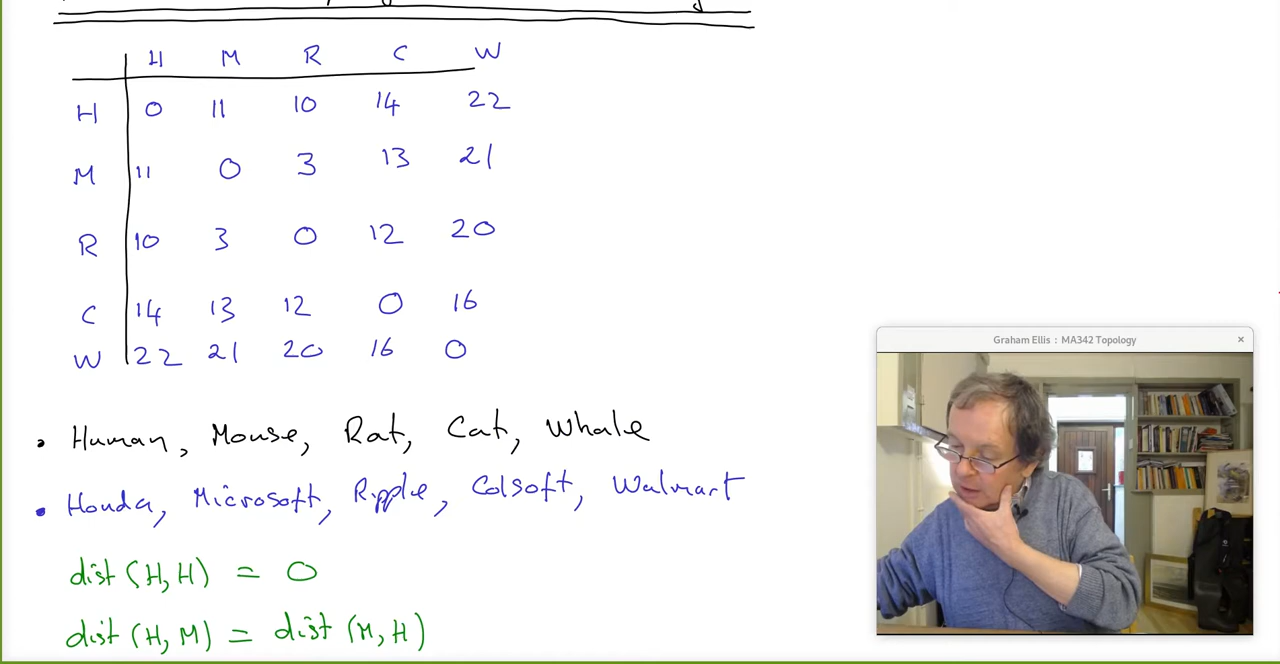 H M R C W
H 0 11 10 14 22
M 11 0 3 13 21
R 10 3 0 12 20
C 14 13 12 0 16
W 22 21 20 16 0
Graham Ellis : MA342 Topology
• Human, Mouse, Rat, Cat, Whale
• Honda, Microsoft, Ripple, Colsoft, Walmart
dist (H, H) = 0
dist (H, M) = dist (M, H)